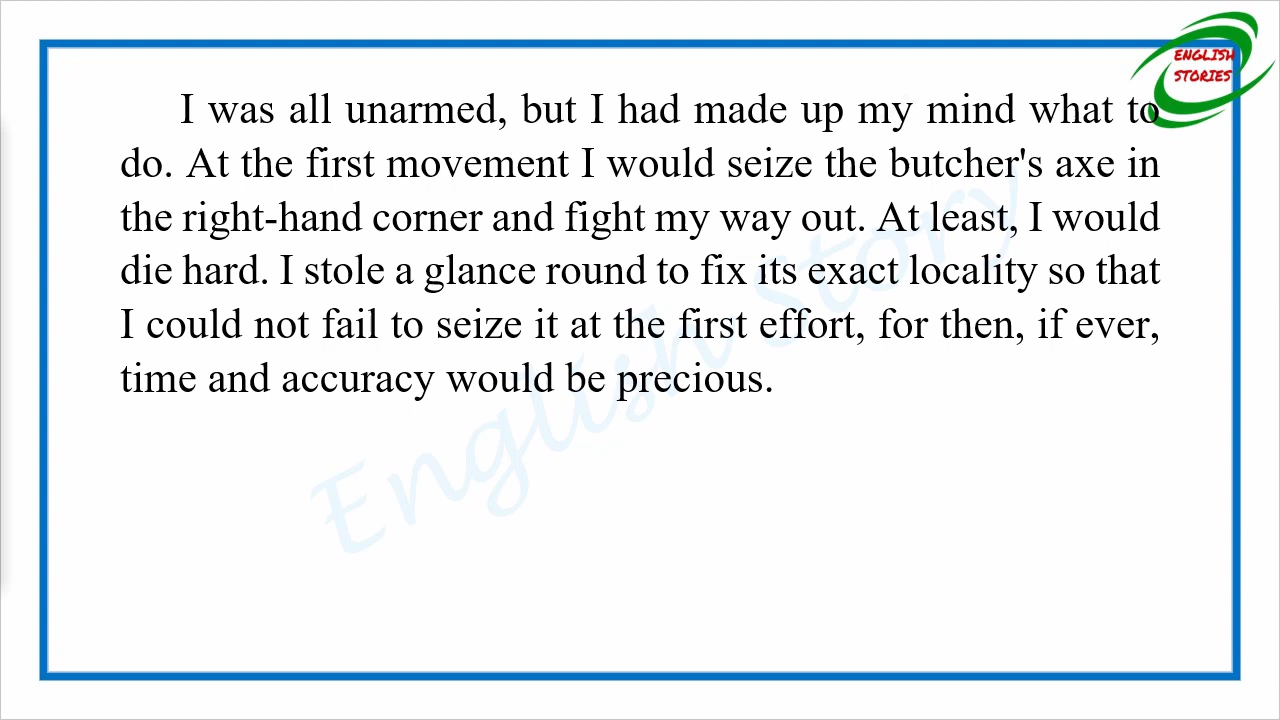 ENGLISH
STORIES
I was all unarmed, but I had made up my mind what to
do. At the first movement I would seize the butcher's axe in
the right-hand corner and fight my way out. At least, I would
die hard. I stole a glance round to fix its exact locality so that
I could not fail to seize it at the first effort, for then, if ever,
time and accuracy would be precious.
English Story